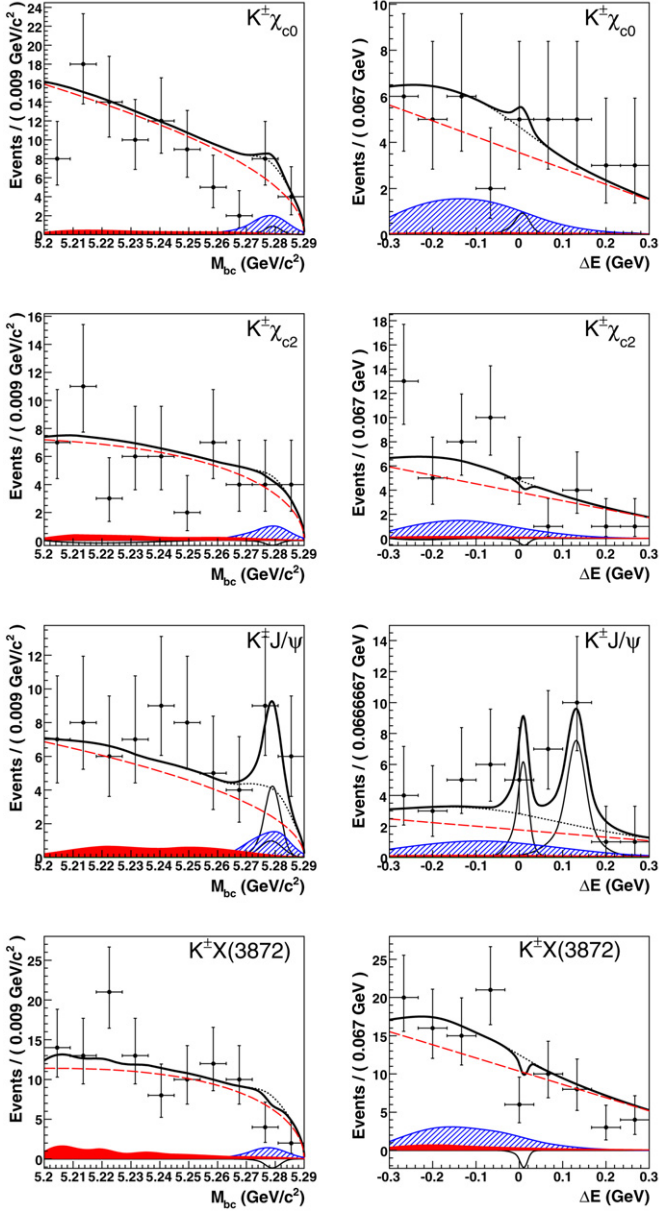 K±χc0
Events / ( 0.009 GeV/c²)
24
22
20
18
16
14
12
10
8
6
4
2
0
5.2 5.21 5.22 5.23 5.24 5.25 5.26 5.27 5.28 5.29
Mbc (GeV/c²)
K±χc0
Events / ( 0.067 GeV)
10
8
6
4
2
0
-0.3 -0.2 -0.1 0 0.1 0.2 0.3
ΔE (GeV)
K±χc2
Events / ( 0.009 GeV/c²)
16
14
12
10
8
6
4
2
0
5.2 5.21 5.22 5.23 5.24 5.25 5.26 5.27 5.28 5.29
Mbc (GeV/c²)
K±χc2
Events / ( 0.067 GeV)
18
16
14
12
10
8
6
4
2
0
-0.3 -0.2 -0.1 0 0.1 0.2 0.3
ΔE (GeV)
K±J/ψ
Events / ( 0.009 GeV/c²)
12
10
8
6
4
2
0
5.2 5.21 5.22 5.23 5.24 5.25 5.26 5.27 5.28 5.29
Mbc (GeV/c²)
K±J/ψ
Events / ( 0.0666667 GeV)
14
12
10
8
6
4
2
0
-0.3 -0.2 -0.1 0 0.1 0.2 0.3
ΔE (GeV)
K±X(3872)
Events / ( 0.009 GeV/c²)
25
20
15
10
5
0
5.2 5.21 5.22 5.23 5.24 5.25 5.26 5.27 5.28 5.29
Mbc (GeV/c²)
K±X(3872)
Events / ( 0.067 GeV)
25
20
15
10
5
0
-0.3 -0.2 -0.1 0 0.1 0.2 0.3
ΔE (GeV)